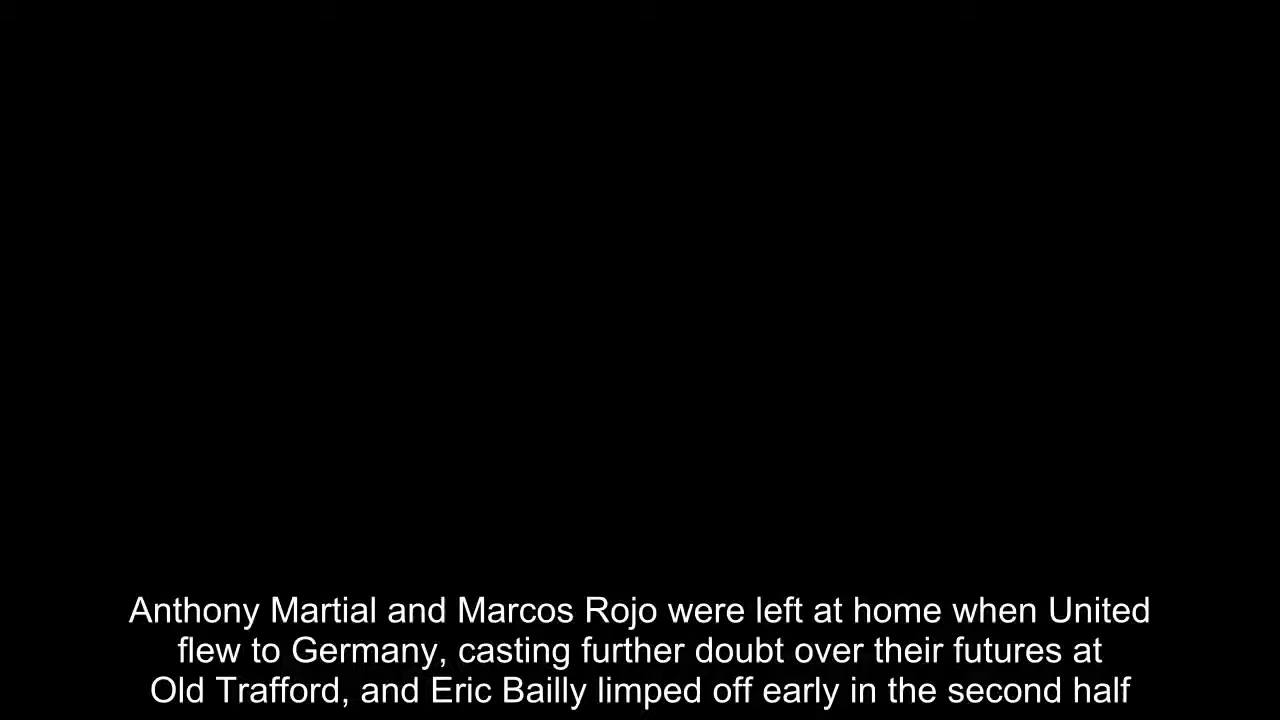 Anthony Martial and Marcos Rojo were left at home when United
flew to Germany, casting further doubt over their futures at
Old Trafford, and Eric Bailly limped off early in the second half